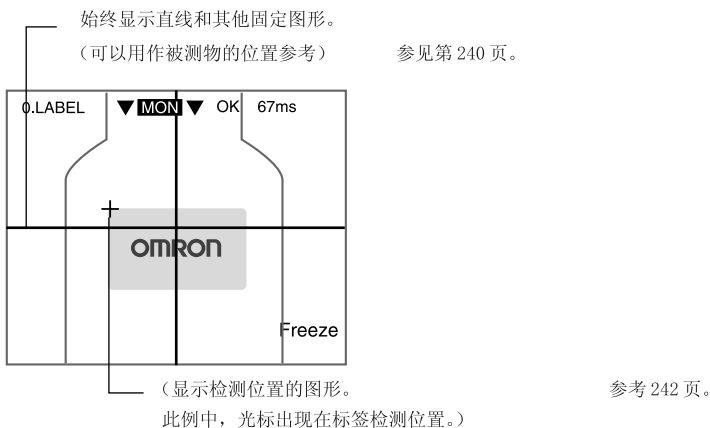 始终显示直线和其他固定图形。
（可以用作被测物的位置参考） 参见第 240 页。
0.LABEL ▼ MON ▼ OK 67ms
OMRON
Freeze
（显示检测位置的图形。 参考 242 页。
此例中，光标出现在标签检测位置。）